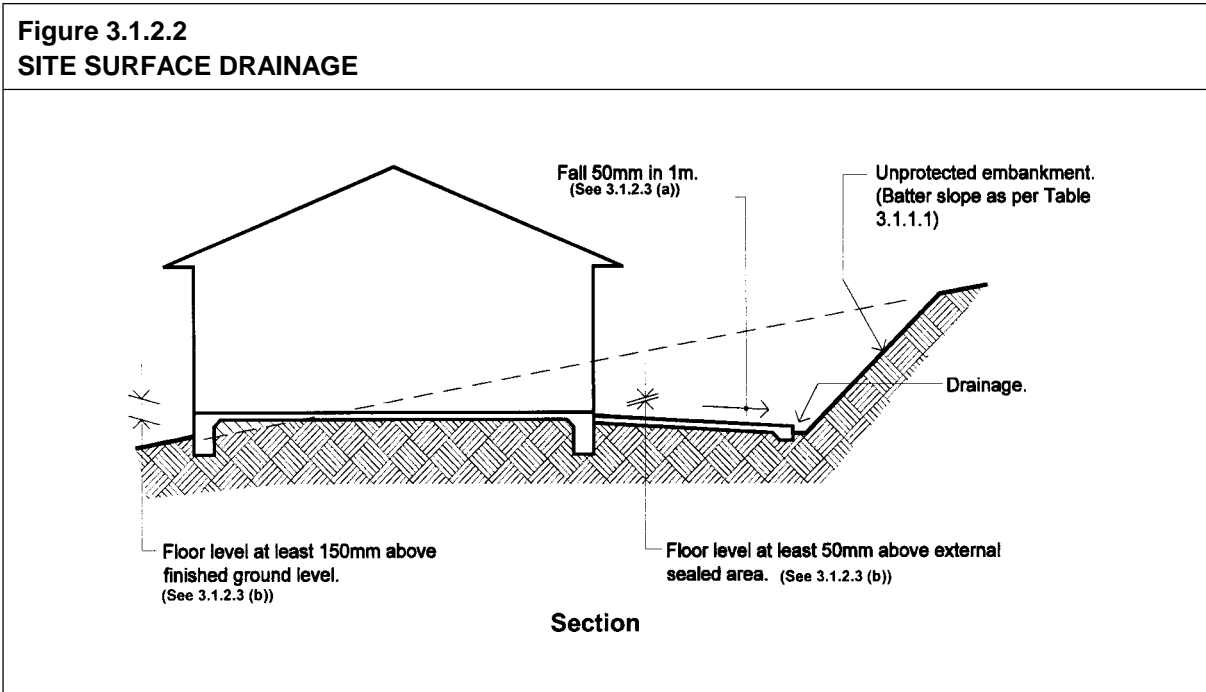 Figure 3.1.2.2
SITE SURFACE DRAINAGE
Fall 50mm in 1m.
(See 3.1.2.3 (a))
Unprotected embankment.
(Batter slope as per Table
3.1.1.1)
Drainage.
Floor level at least 150mm above
finished ground level.
(See 3.1.2.3 (b))
Floor level at least 50mm above external
sealed area. (See 3.1.2.3 (b))
Section